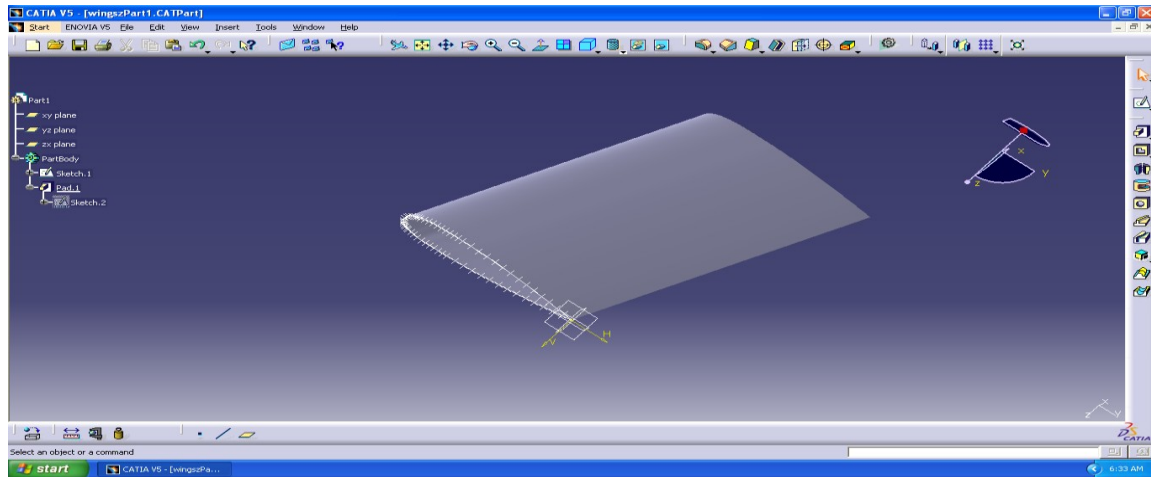 CATIA V5 - [wingszPart1.CATPart]
Start ENOVIA V5 File Edit View Insert Tools Window Help
Part1
xy plane
yz plane
zx plane
PartBody
Sketch.1
Pad.1
Sketch.2
x
Y
z
H
V
x
z y
CATIA
Select an object or a command
start CATIA V5 - [wingszPa... 6:33 AM